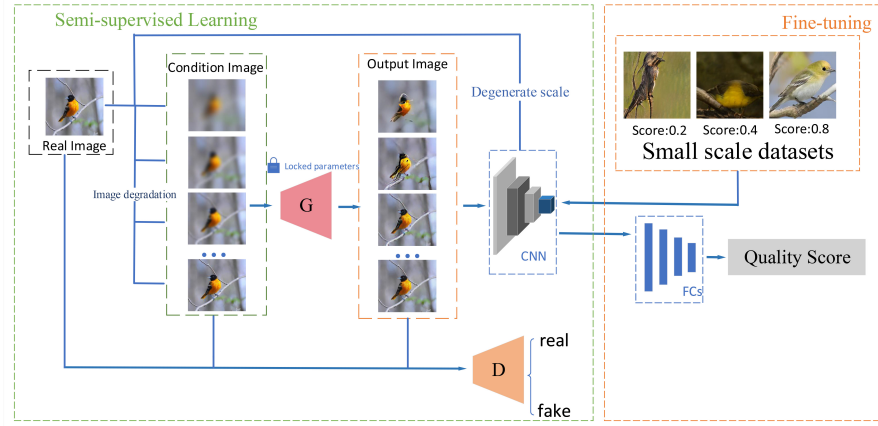 Semi-supervised Learning
Fine-tuning
Condition Image
Output Image
Real Image
Degenerate scale
Score:0.2
Score:0.4
Score:0.8
Small scale datasets
Locked parameters
Image degradation
G
CNN
FCs
Quality Score
D
real
fake